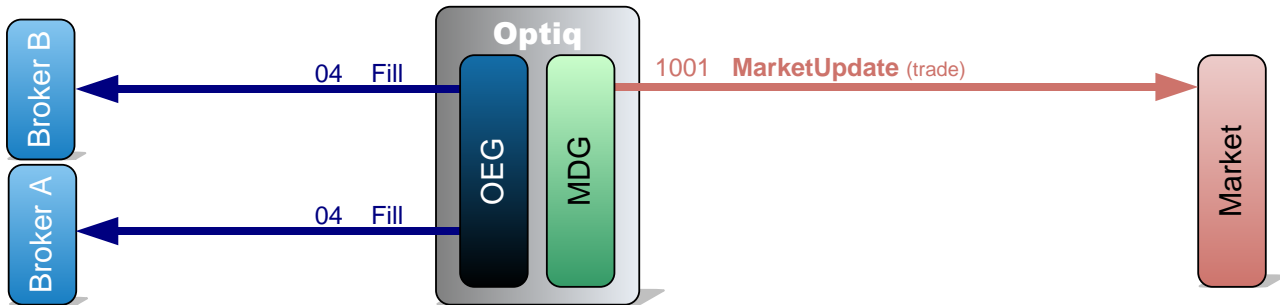 Optiq
Broker B
04 Fill
OEG
MDG
1001 MarketUpdate (trade)
Market
Broker A
04 Fill